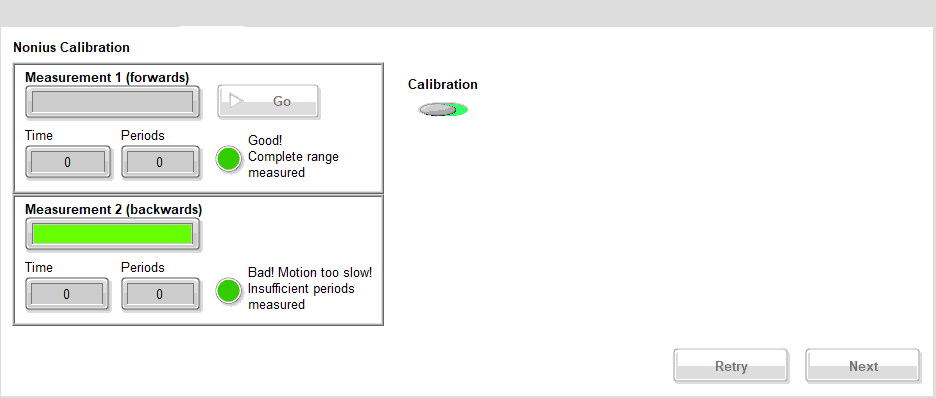 Nonius Calibration
Measurement 1 (forwards)
Go
Time
Periods
0
0
Good!
Complete range
measured
Calibration
Measurement 2 (backwards)
Time
Periods
0
0
Bad! Motion too slow!
Insufficient periods
measured
Retry
Next